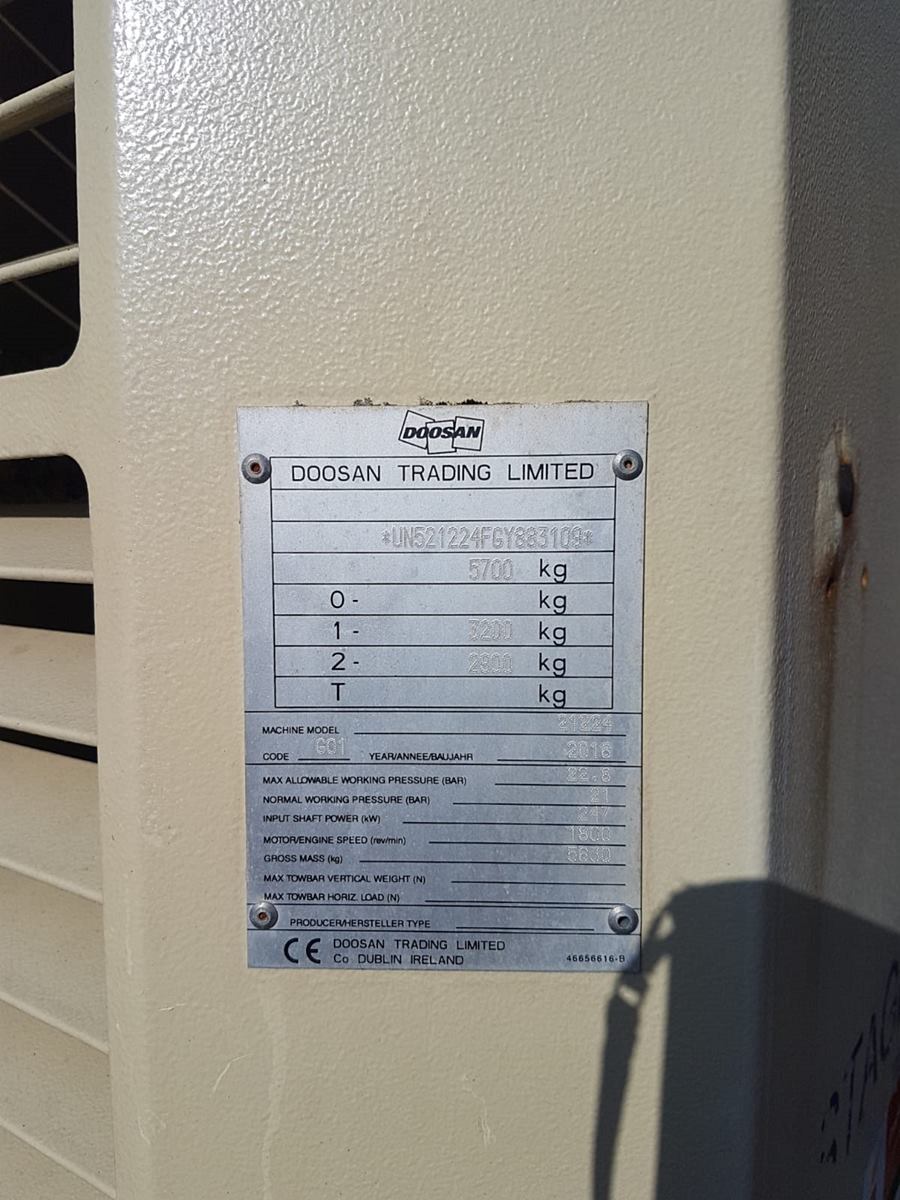 DOOSAN
DOOSAN TRADING LIMITED
*UN521224FGY883109*
5700 kg
0- kg
1- 3200 kg
2- 2900 kg
T kg
MACHINE MODEL 21224
CODE G01 YEAR/ANNEE/BAUJAHR 2016
MAX ALLOWABLE WORKING PRESSURE (BAR) 22.8
NORMAL WORKING PRESSURE (BAR) 21
INPUT SHAFT POWER (kW) 247
MOTOR/ENGINE SPEED (rev/min) 1800
GROSS MASS (kg) 5630
MAX TOWBAR VERTICAL WEIGHT (N)
MAX TOWBAR HORIZ. LOAD (N)
PRODUCER/HERSTELLER TYPE
CE DOOSAN TRADING LIMITED
Co DUBLIN IRELAND 46656616-B